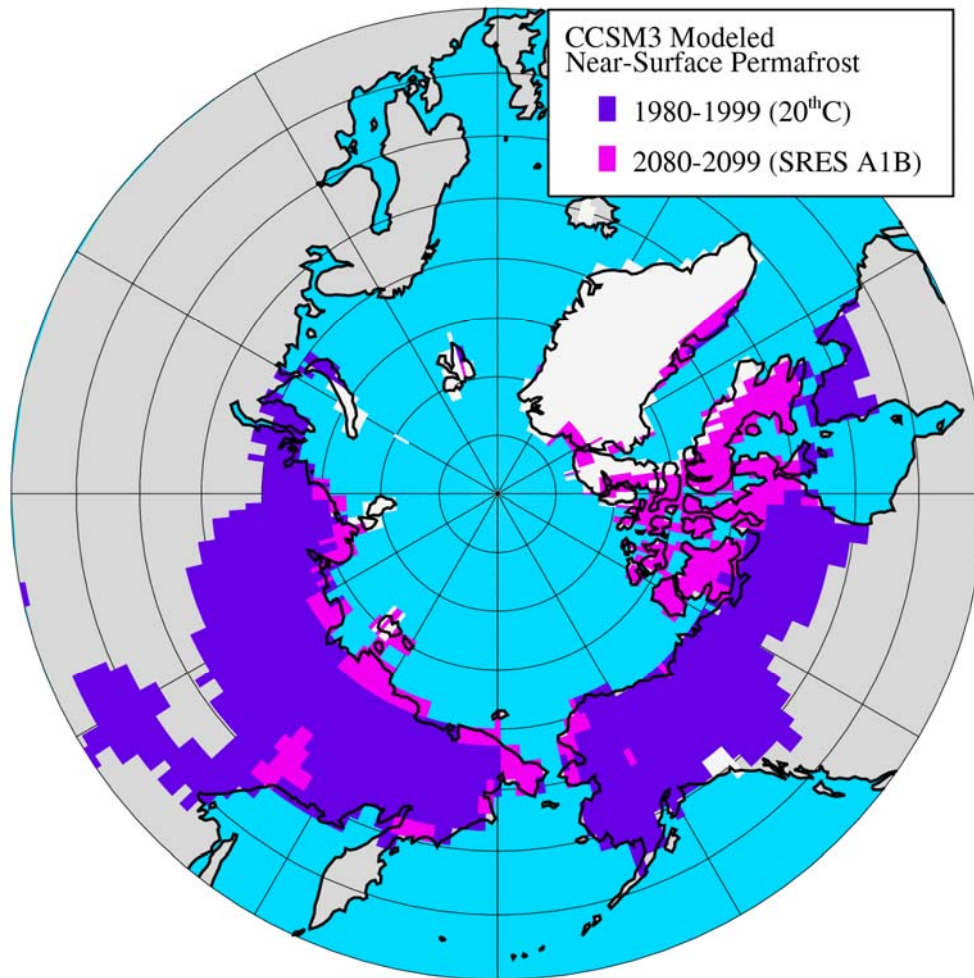 CCSM3 Modeled
Near-Surface Permafrost
1980-1999 (20thC)
2080-2099 (SRES A1B)